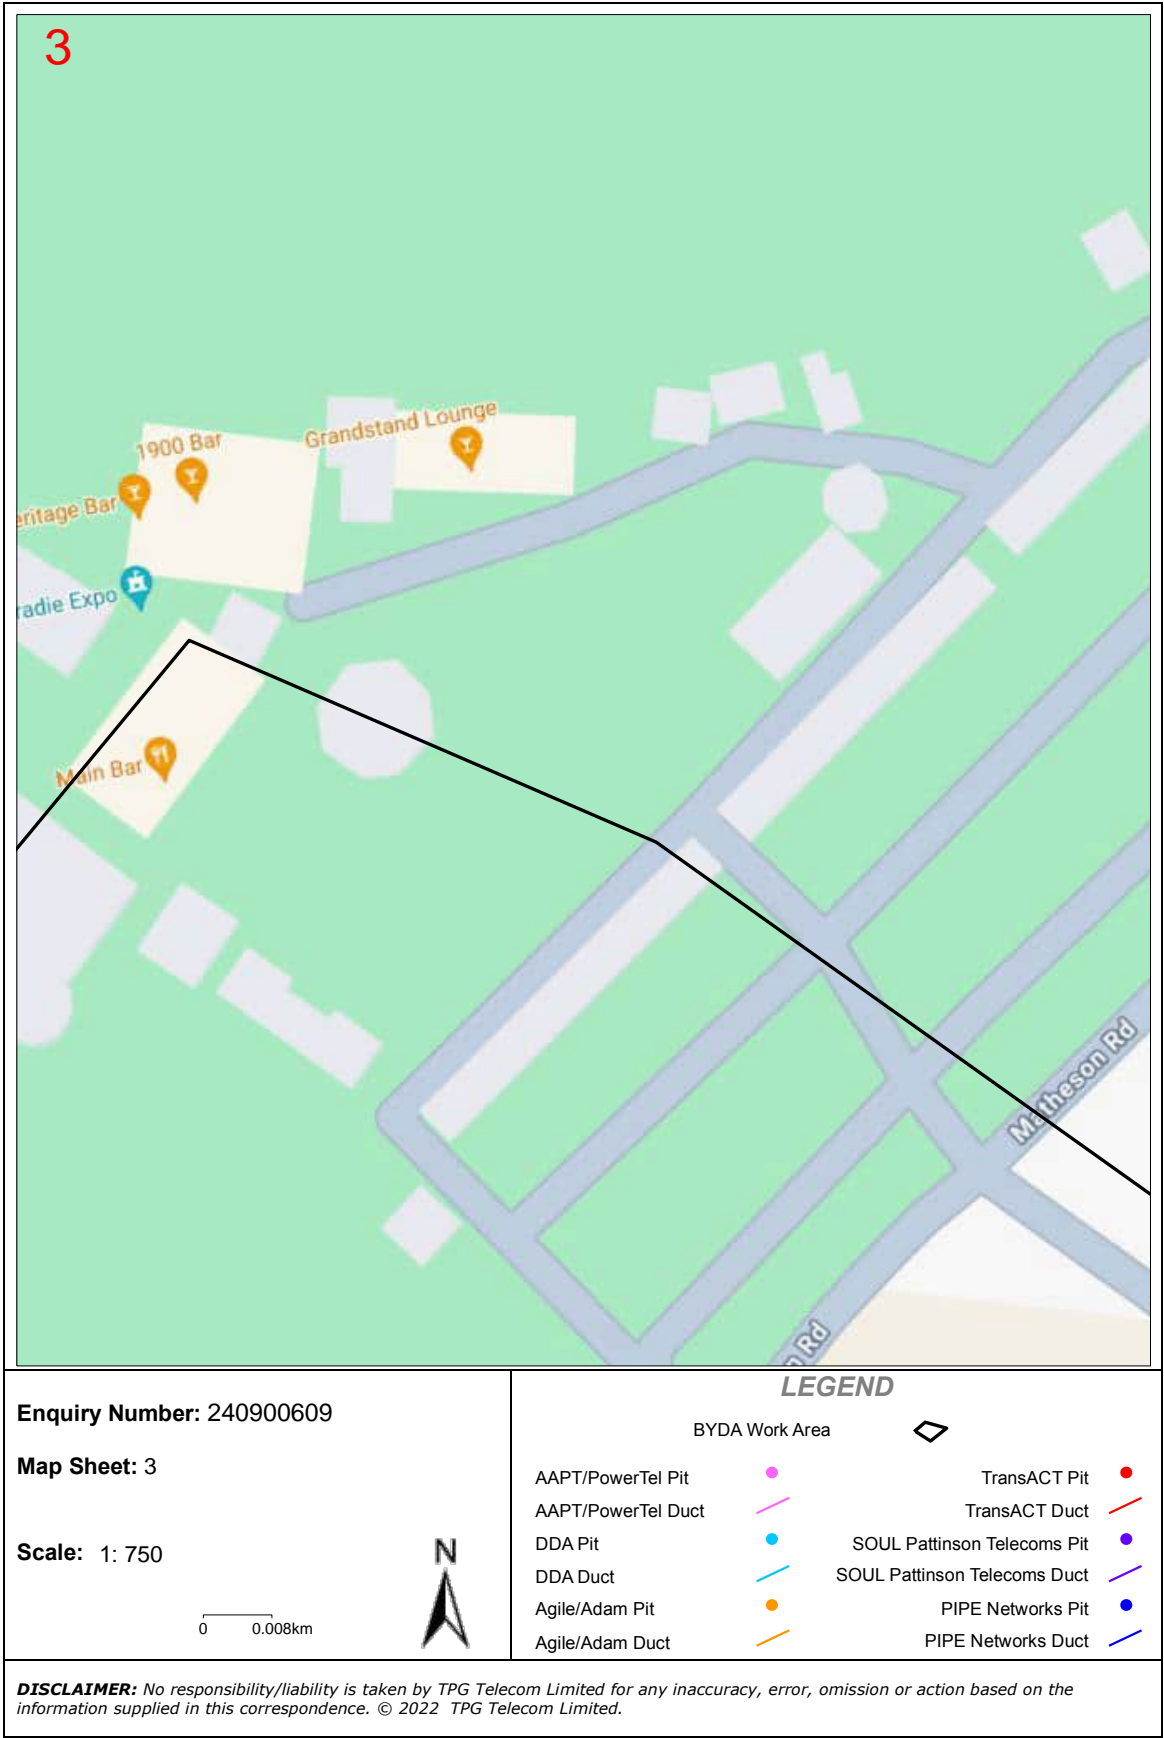 3
1900 Bar
Grandstand Lounge
eritage Bar
radie Expo
Main Bar
Matheson Rd
n Rd
Enquiry Number: 240900609
Map Sheet: 3
Scale: 1: 750
N
0 0.008km
LEGEND
BYDA Work Area
AAPT/PowerTel Pit
AAPT/PowerTel Duct
DDA Pit
DDA Duct
Agile/Adam Pit
Agile/Adam Duct
TransACT Pit
TransACT Duct
SOUL Pattinson Telecoms Pit
SOUL Pattinson Telecoms Duct
PIPE Networks Pit
PIPE Networks Duct
DISCLAIMER: No responsibility/liability is taken by TPG Telecom Limited for any inaccuracy, error, omission or action based on the
information supplied in this correspondence. © 2022 TPG Telecom Limited.